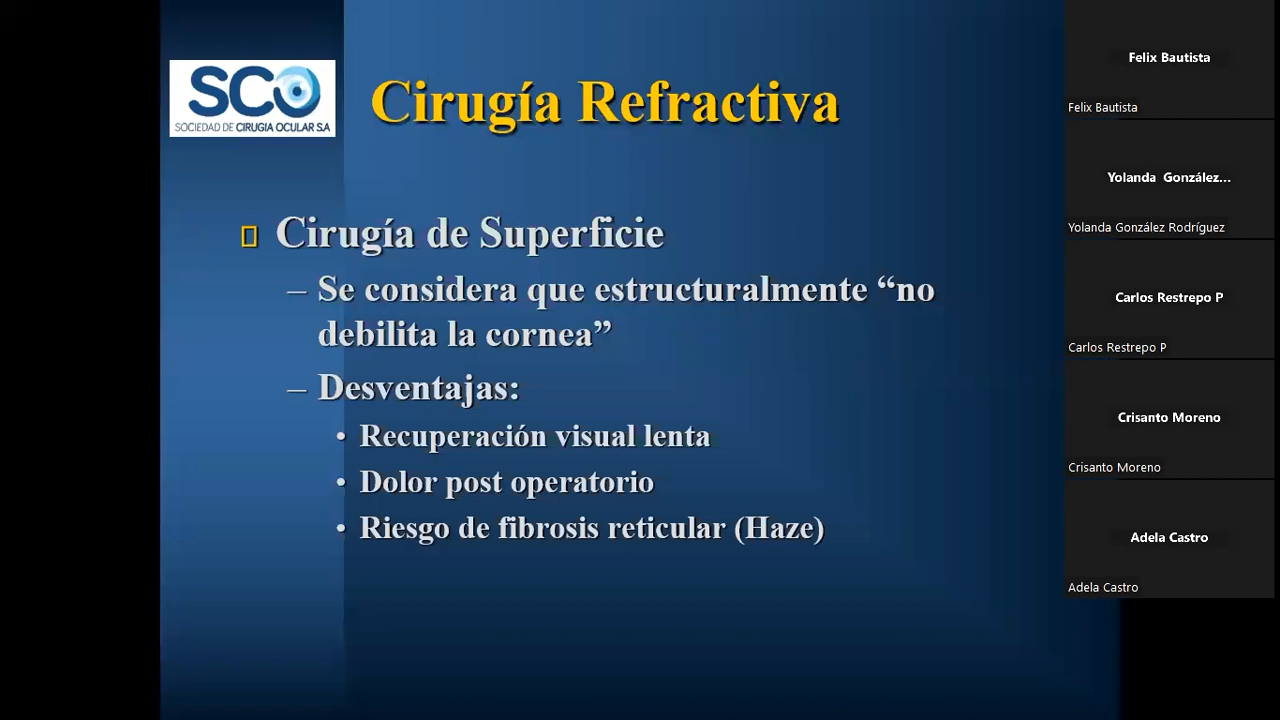 SCO
SOCIEDAD DE CIRUGIA OCULAR S.A
Cirugía Refractiva
Cirugía de Superficie
– Se considera que estructuralmente “no
debilita la cornea”
– Desventajas:
• Recuperación visual lenta
• Dolor post operatorio
• Riesgo de fibrosis reticular (Haze)
Felix Bautista
Felix Bautista
Yolanda González...
Yolanda González Rodríguez
Carlos Restrepo P
Carlos Restrepo P
Crisanto Moreno
Crisanto Moreno
Adela Castro
Adela Castro